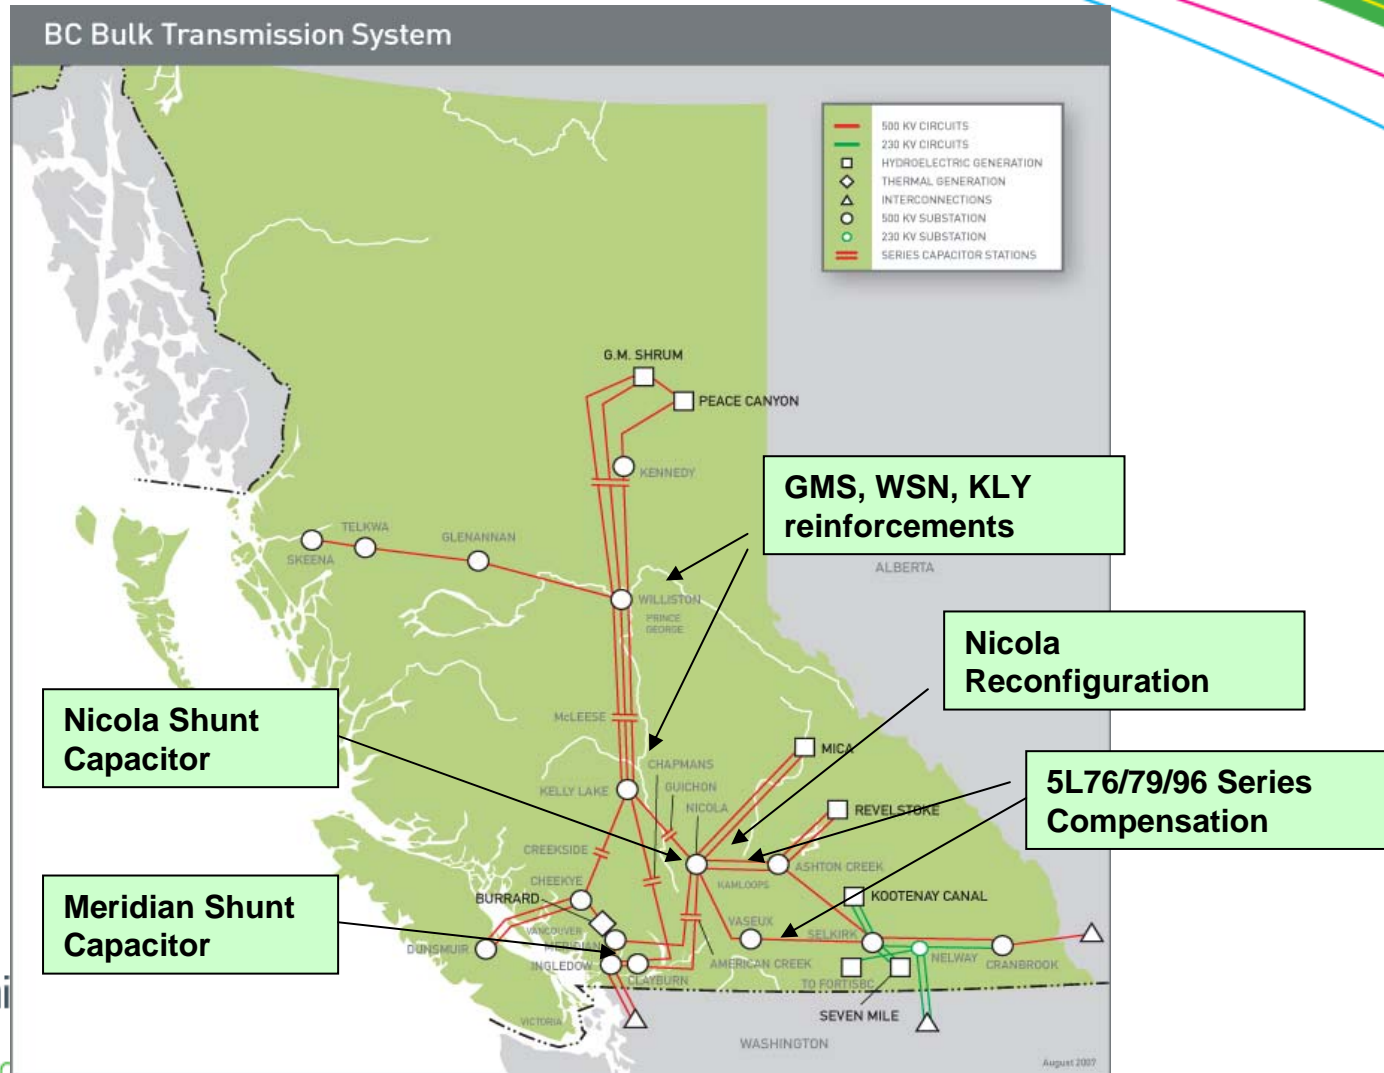 BC Bulk Transmission System
500 KV CIRCUITS
230 KV CIRCUITS
HYDROELECTRIC GENERATION
THERMAL GENERATION
INTERCONNECTIONS
500 KV SUBSTATION
230 KV SUBSTATION
SERIES CAPACITOR STATIONS
G.M. SHRUM
PEACE CANYON
KENNEDY
GMS, WSN, KLY
reinforcements
ALBERTA
TELKWA
GLENANNAN
SKEENA
WILLISTON
PRINCE
GEORGE
Nicola
Reconfiguration
Nicola Shunt
Capacitor
McLEESE
MICA
CHAPMANS
KELLY LAKE
GUICHON
NICOLA
5L76/79/96 Series
Compensation
REVELSTOKE
CREEKSIDE
ASHTON CREEK
KAMLOOPS
CHEEKYE
BURRARD
KOOTENAY CANAL
Meridian Shunt
Capacitor
VASEUX
VANCOUVER
MERIDIAN
SELKIRK
DUNSMUIR
INGLEDOW
CLAYBURN
AMERICAN CREEK
NELWAY
CRANBROOK
TO FORTISBC
SEVEN MILE
VICTORIA
WASHINGTON
August 2007